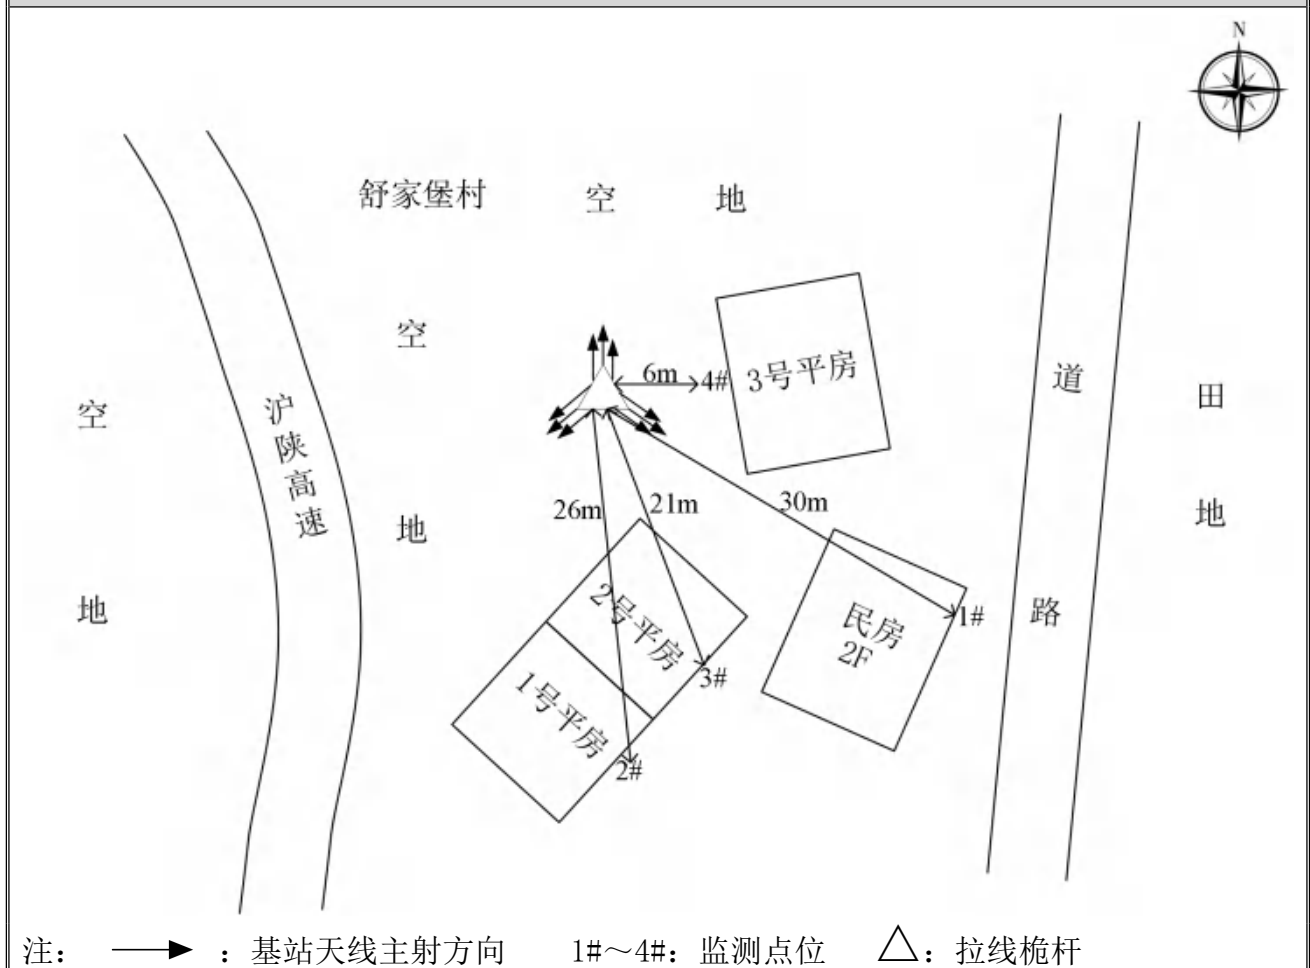 N
舒家堡村
空 地
空地
沪陕高速
空地
6m
4#
3号平房
道路
田地
26m
21m
30m
2号平房
1号平房
3#
2#
民房
2F
1#
注： ：基站天线主射方向 1#～4#：监测点位 △：拉线桅杆